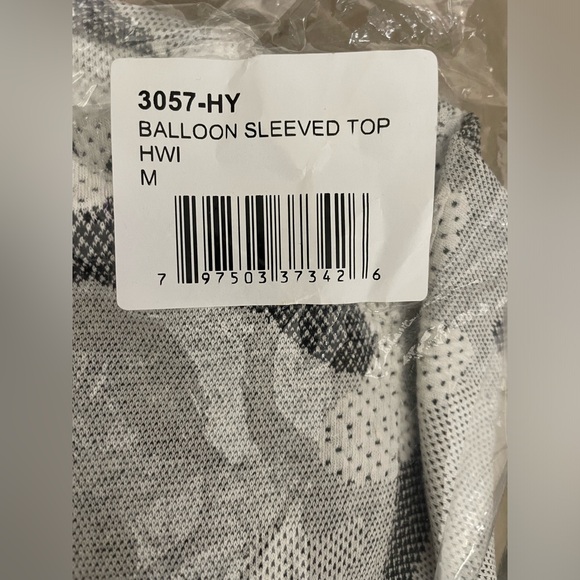 3057-HY
BALLOON SLEEVED TOP
HWI
M
7 97503 37342 6